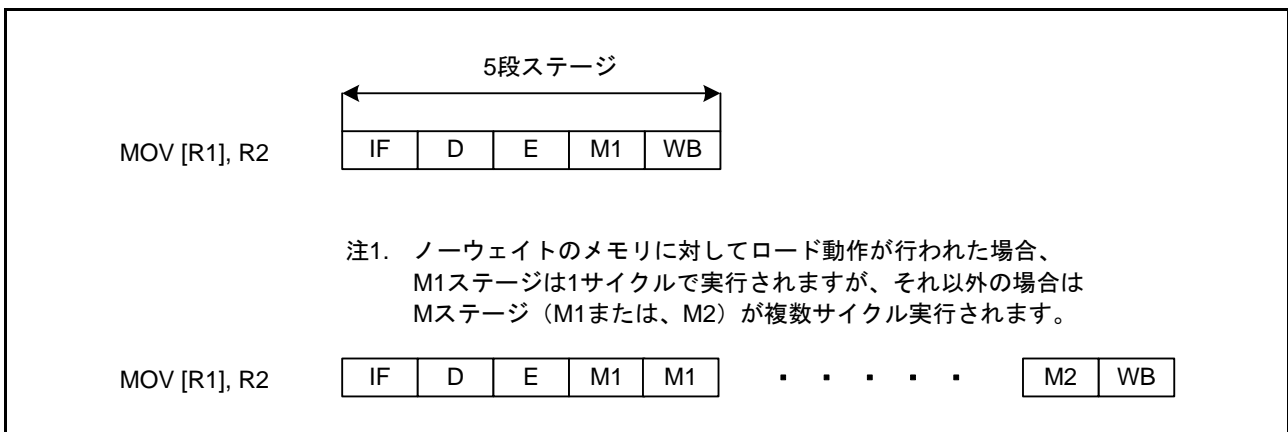 5段ステージ
MOV [R1], R2 IF D E M1 WB
注1. ノーウェイトのメモリに対してロード動作が行われた場合、
M1ステージは1サイクルで実行されますが、それ以外の場合は
Mステージ（M1または、M2）が複数サイクル実行されます。
MOV [R1], R2 IF D E M1 M1 ・ ・ ・ ・ ・ M2 WB